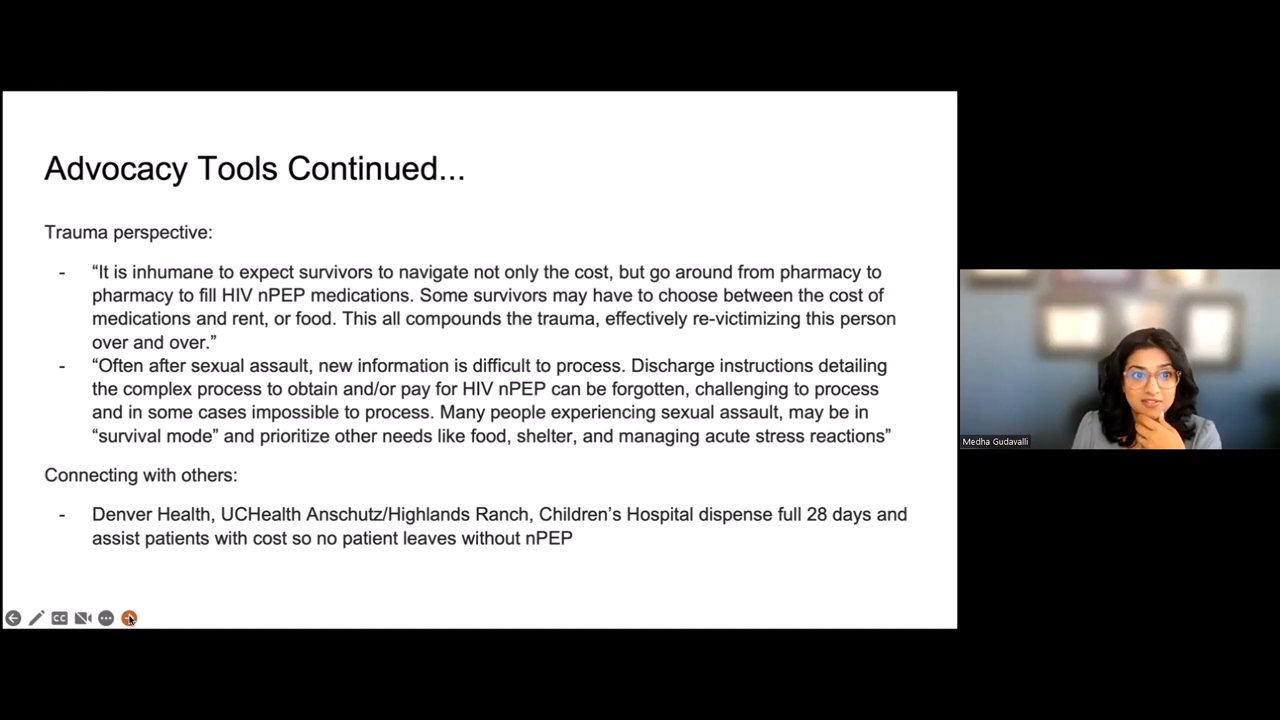 Advocacy Tools Continued...
Trauma perspective:
- “It is inhumane to expect survivors to navigate not only the cost, but go around from pharmacy to
pharmacy to fill HIV nPEP medications. Some survivors may have to choose between the cost of
medications and rent, or food. This all compounds the trauma, effectively re-victimizing this person
over and over.”
- “Often after sexual assault, new information is difficult to process. Discharge instructions detailing
the complex process to obtain and/or pay for HIV nPEP can be forgotten, challenging to process
and in some cases impossible to process. Many people experiencing sexual assault, may be in
“survival mode” and prioritize other needs like food, shelter, and managing acute stress reactions”
Connecting with others:
- Denver Health, UCHealth Anschutz/Highlands Ranch, Children’s Hospital dispense full 28 days and
assist patients with cost so no patient leaves without nPEP
CC
Medha Gudavalli